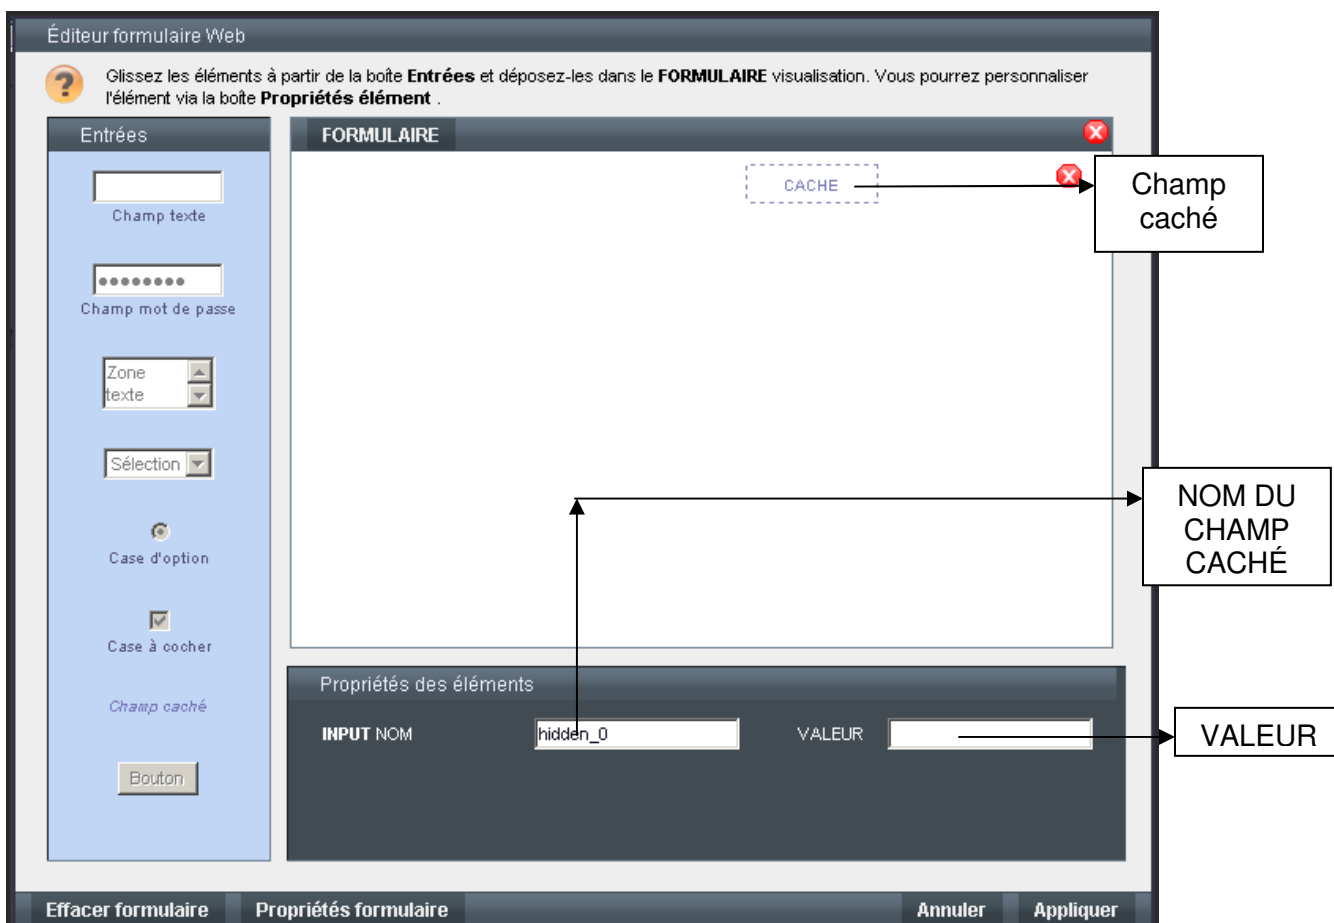 Éditeur formulaire Web
Glissez les éléments à partir de la boîte Entrées et déposez-les dans le FORMULAIRE visualisation. Vous pourrez personnaliser
l'élément via la boîte Propriétés élément .
Entrées
FORMULAIRE
Champ texte
Champ mot de passe
Zone
texte
Sélection
Case d'option
Case à cocher
Champ caché
Bouton
CACHE
Champ
caché
NOM DU
CHAMP
CACHÉ
Propriétés des éléments
INPUT NOM
hidden_0
VALEUR
VALEUR
Effacer formulaire
Propriétés formulaire
Annuler
Appliquer